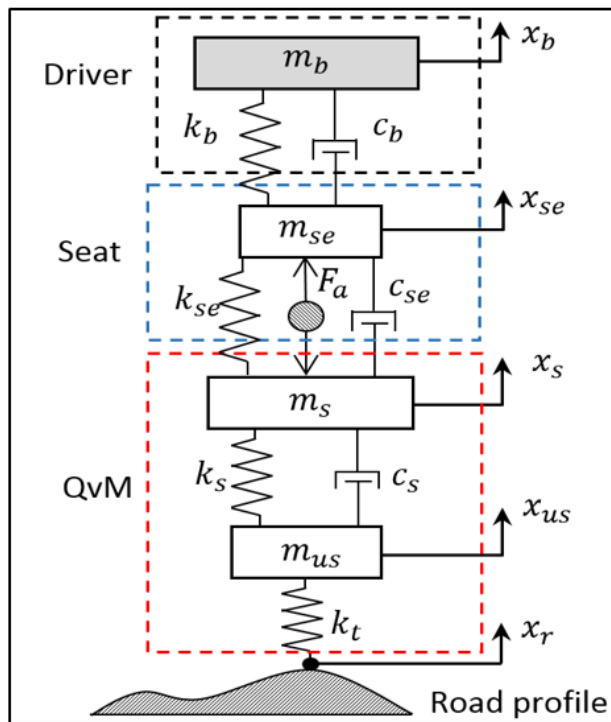 x_b
m_b
Driver
k_b
c_b
x_se
m_se
Seat
F_a
k_se
c_se
x_s
m_s
QvM
k_s
c_s
x_us
m_us
k_t
x_r
Road profile